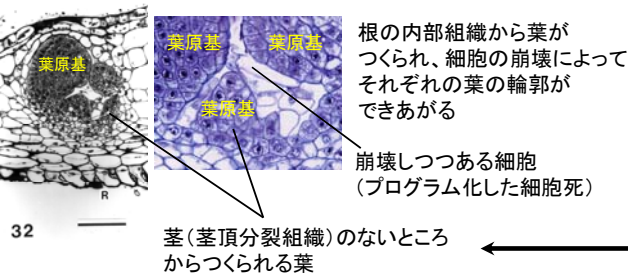 葉原基
葉原基
葉原基
葉原基
根の内部組織から葉が
つくられ、細胞の崩壊によって
それぞれの葉の輪郭が
できあがる
崩壊しつつある細胞
(プログラム化した細胞死)
R
32
茎(茎頂分裂組織)のないところ
からつくられる葉